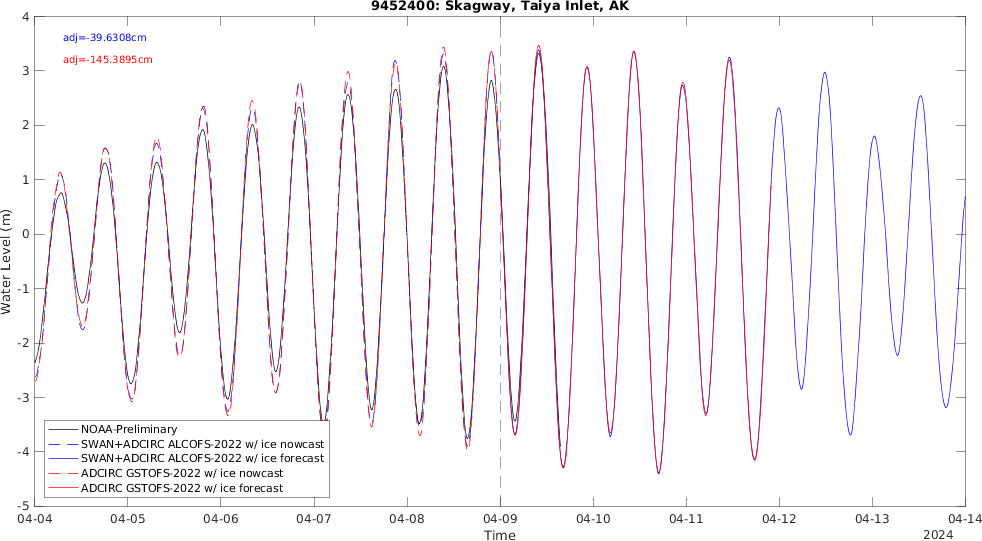 9452400: Skagway, Taiya Inlet, AK
adj=-39.6308cm
adj=-145.3895cm
4
3
2
1
0
-1
-2
-3
-4
-5
Water Level (m)
NOAA-Preliminary
SWAN+ADCIRC ALCOFS-2022 w/ ice nowcast
SWAN+ADCIRC ALCOFS-2022 w/ ice forecast
ADCIRC GSTOFS-2022 w/ ice nowcast
ADCIRC GSTOFS-2022 w/ ice forecast
04-04 04-05 04-06 04-07 04-08 04-09 04-10 04-11 04-12 04-13 04-14
Time
2024